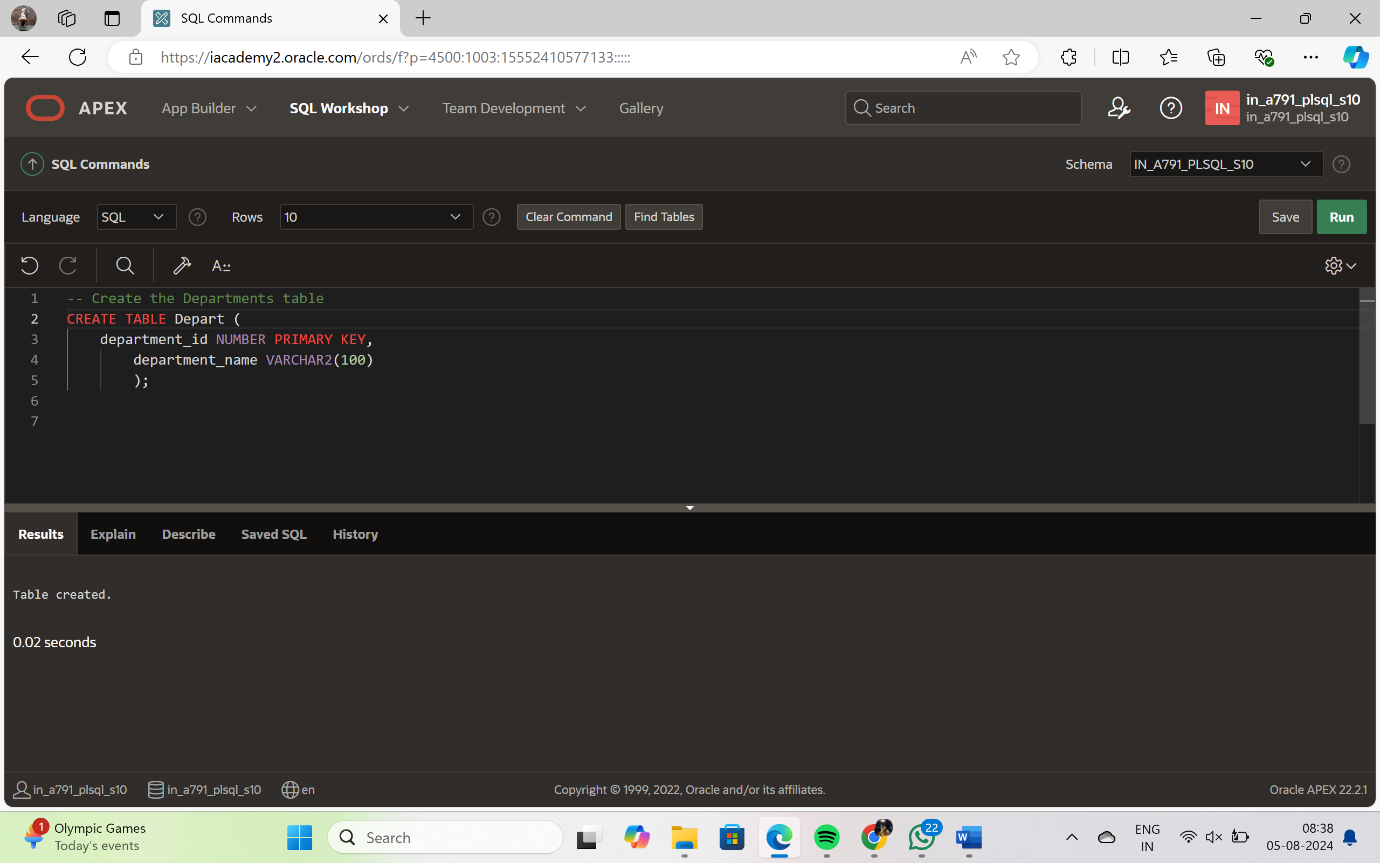 SQL Commands
https://iacademy2.oracle.com/ords/f?p=4500:1003:15552410577133:::::
APEX App Builder SQL Workshop Team Development Gallery Search IN in_a791_plsql_s10
in_a791_plsql_s10
SQL Commands Schema IN_A791_PLSQL_S10
Language SQL Rows 10 Clear Command Find Tables Save Run
1 -- Create the Departments table
2 CREATE TABLE Depart (
3 department_id NUMBER PRIMARY KEY,
4 department_name VARCHAR2(100)
5 );
6
7
Results Explain Describe Saved SQL History
Table created.
0.02 seconds
in_a791_plsql_s10 in_a791_plsql_s10 en Copyright © 1999, 2022, Oracle and/or its affiliates. Oracle APEX 22.2.1
1 Olympic Games
Today's events
Search
22
ENG
IN
08:38
05-08-2024